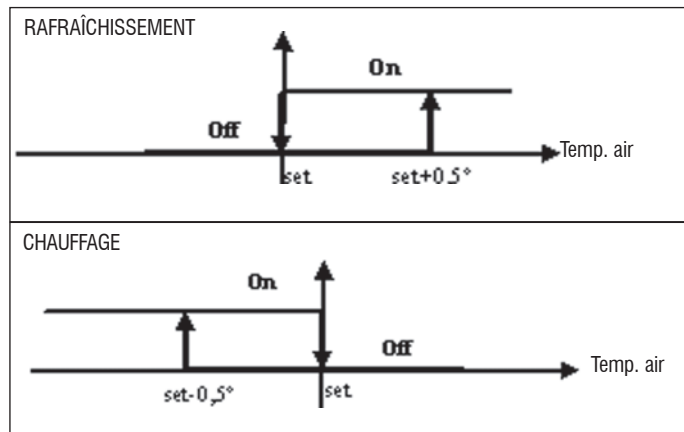 RAFRAÎCHISSEMENT
On
Off
Temp. air
set
set+0.5°
CHAUFFAGE
On
Off
Temp. air
set-0,5°
set